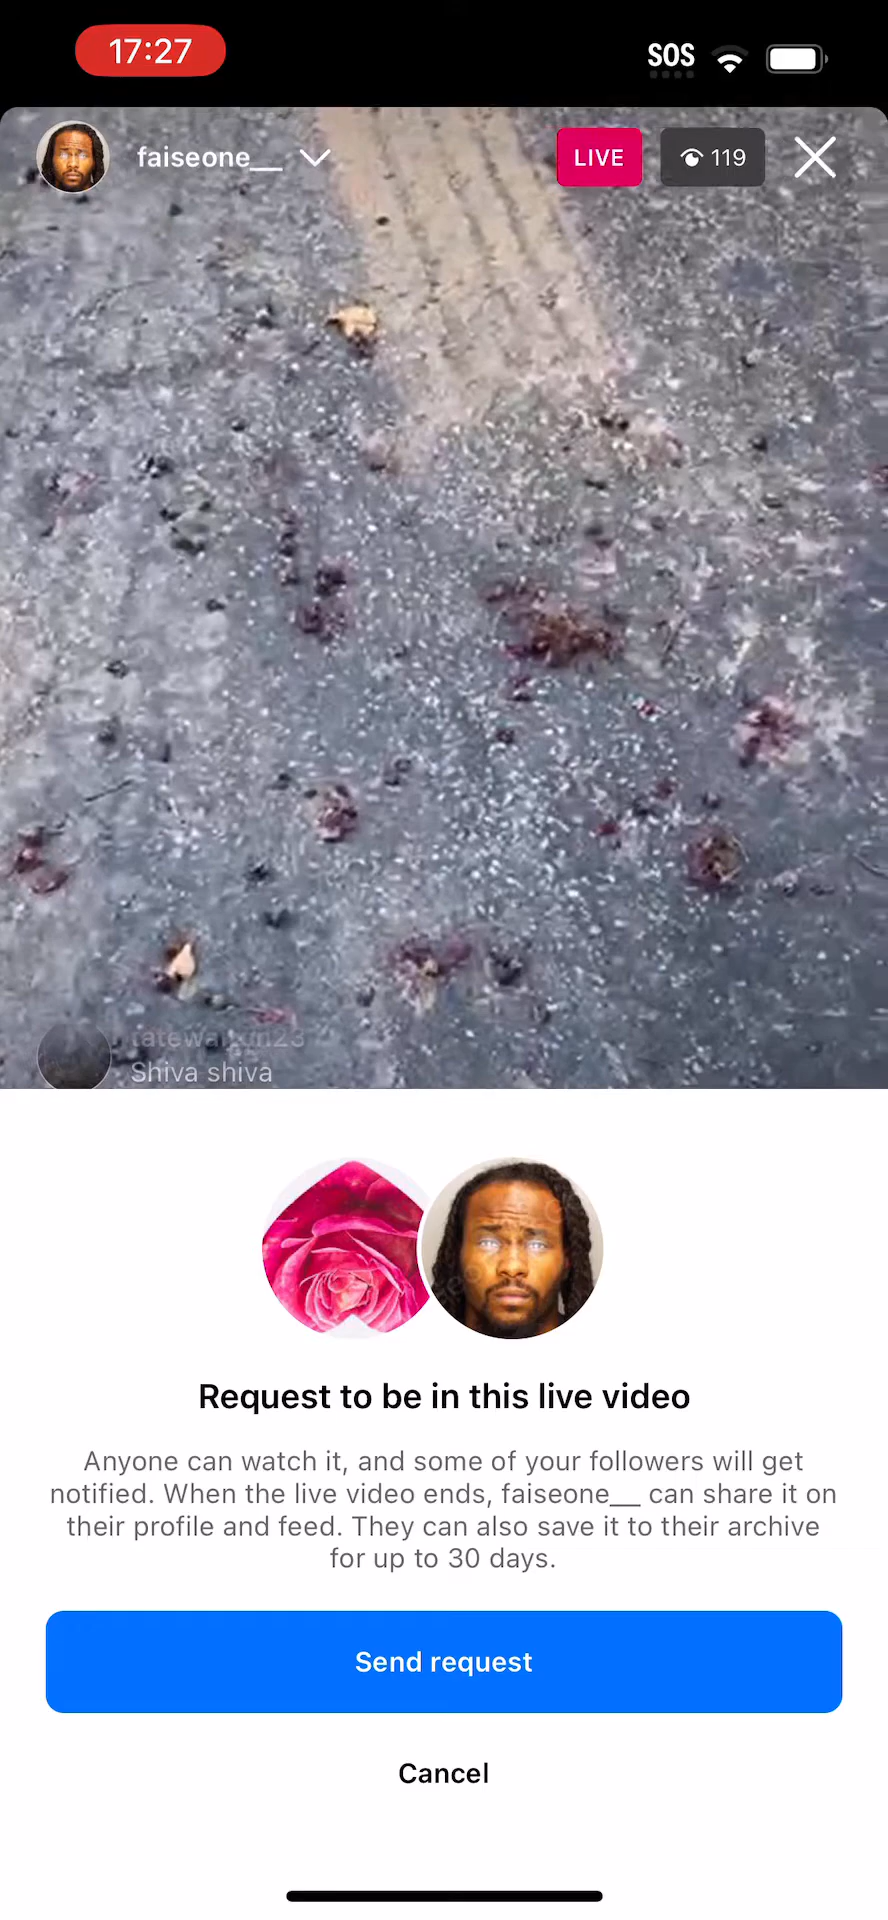 17:27
SOS
faiseone__
LIVE
119
Shiva shiva
Request to be in this live video
Anyone can watch it, and some of your followers will get
notified. When the live video ends, faiseone__ can share it on
their profile and feed. They can also save it to their archive
for up to 30 days.
Send request
Cancel